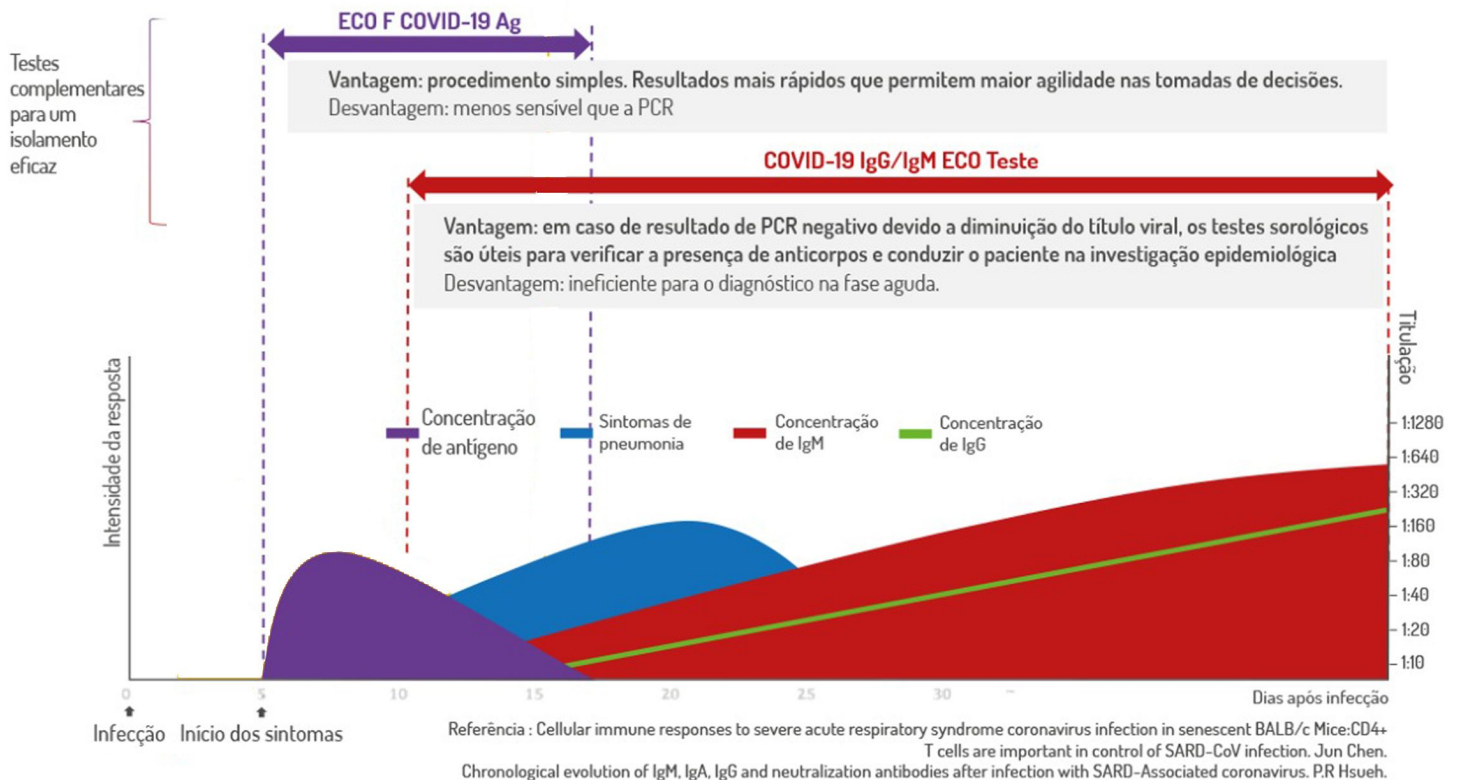 ECO F COVID-19 Ag
Testes
complementares
para um
isolamento
eficaz
Vantagem: procedimento simples. Resultados mais rápidos que permitem maior agilidade nas tomadas de decisões.
Desvantagem: menos sensível que a PCR
COVID-19 IgG/IgM ECO Teste
Vantagem: em caso de resultado de PCR negativo devido a diminuição do título viral, os testes sorológicos
são úteis para verificar a presença de anticorpos e conduzir o paciente na investigação epidemiológica
Desvantagem: ineficiente para o diagnóstico na fase aguda.
Intensidade da resposta
Titulação
Concentração
de antígeno
Sintomas de
pneumonia
Concentração
de IgM
Concentração
de IgG
1:1280
1:640
1:320
1:160
1:80
1:40
1:20
1:10
0 5 10 15 20 25 30 ~
Dias após infecção
Infecção
Início dos sintomas
Referência : Cellular immune responses to severe acute respiratory syndrome coronavirus infection in senescent BALB/c Mice:CD4+
T cells are important in control of SARD-CoV infection. Jun Chen.
Chronological evolution of IgM, IgA, IgG and neutralization antibodies after infection with SARD-Associated coronavirus. P.R Hsueh.